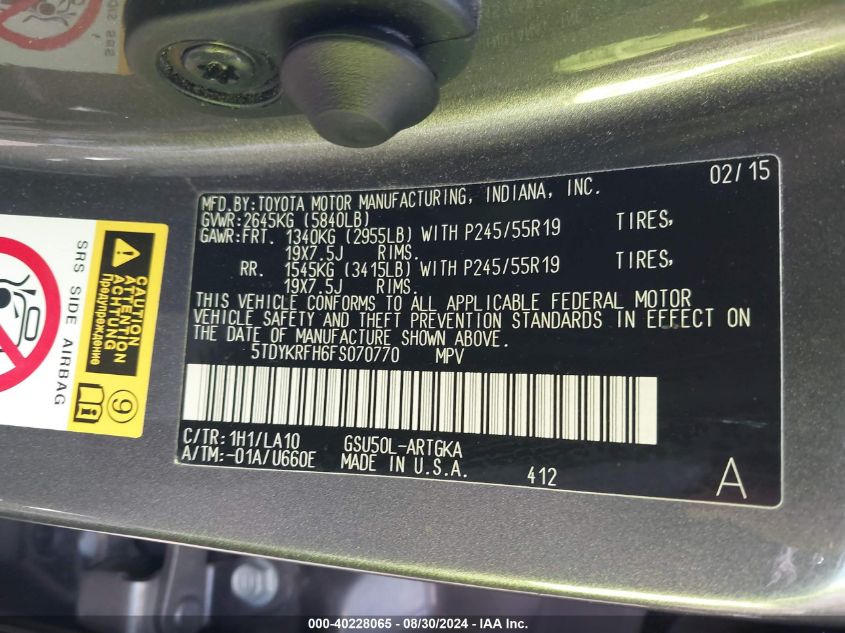 SRS SIDE AIRBAG
CAUTION
ATTENTION
ACHTUNG
Предупреждение
9
MFD.BY:TOYOTA MOTOR MANUFACTURING, INDIANA, INC. 02/15
GVWR:2645KG (5840LB)
GAWR:FRT. 1340KG (2955LB) WITH P245/55R19 TIRES,
19X7.5J RIMS.
RR. 1545KG (3415LB) WITH P245/55R19 TIRES,
19X7.5J RIMS.
THIS VEHICLE CONFORMS TO ALL APPLICABLE FEDERAL MOTOR
VEHICLE SAFETY AND THEFT PREVENTION STANDARDS IN EFFECT ON
THE DATE OF MANUFACTURE SHOWN ABOVE.
5TDYKRFH6FS070770 MPV
C/TR:1H1/LA10 GSU50L-ARTGKA
A/TM:-01A/U660E MADE IN U.S.A. 412 A
000-40228065 - 08/30/2024 - IAAI.com